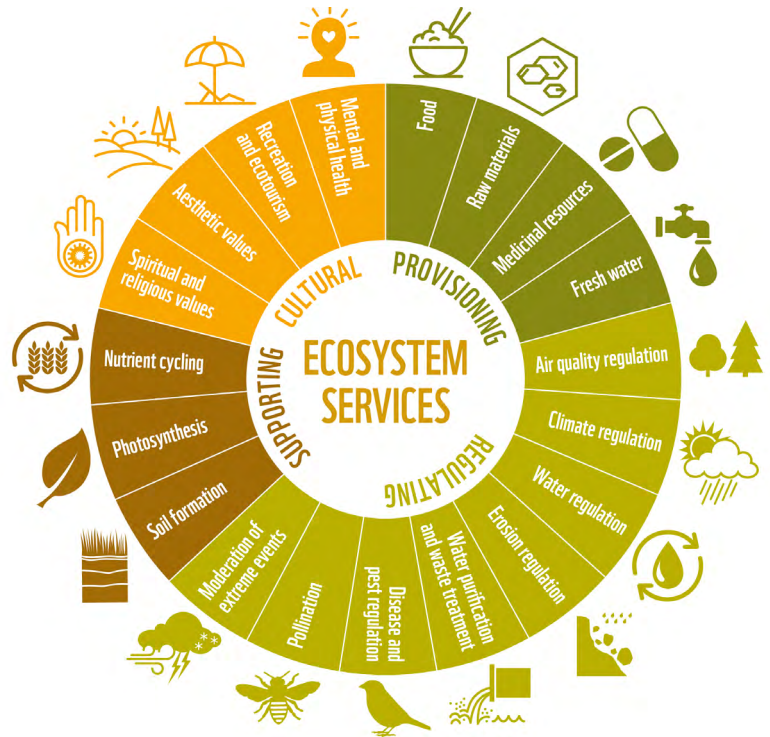 ECOSYSTEM
SERVICES
PROVISIONING
Food
Raw materials
Medicinal resources
Fresh water
REGULATING
Air quality regulation
Climate regulation
Water regulation
Erosion regulation
Water purification
and waste treatment
Disease and
pest regulation
Pollination
Moderation of
extreme events
SUPPORTING
Soil formation
Photosynthesis
Nutrient cycling
CULTURAL
Spiritual and
religious values
Aesthetic values
Recreation
and ecotourism
Mental and
physical health